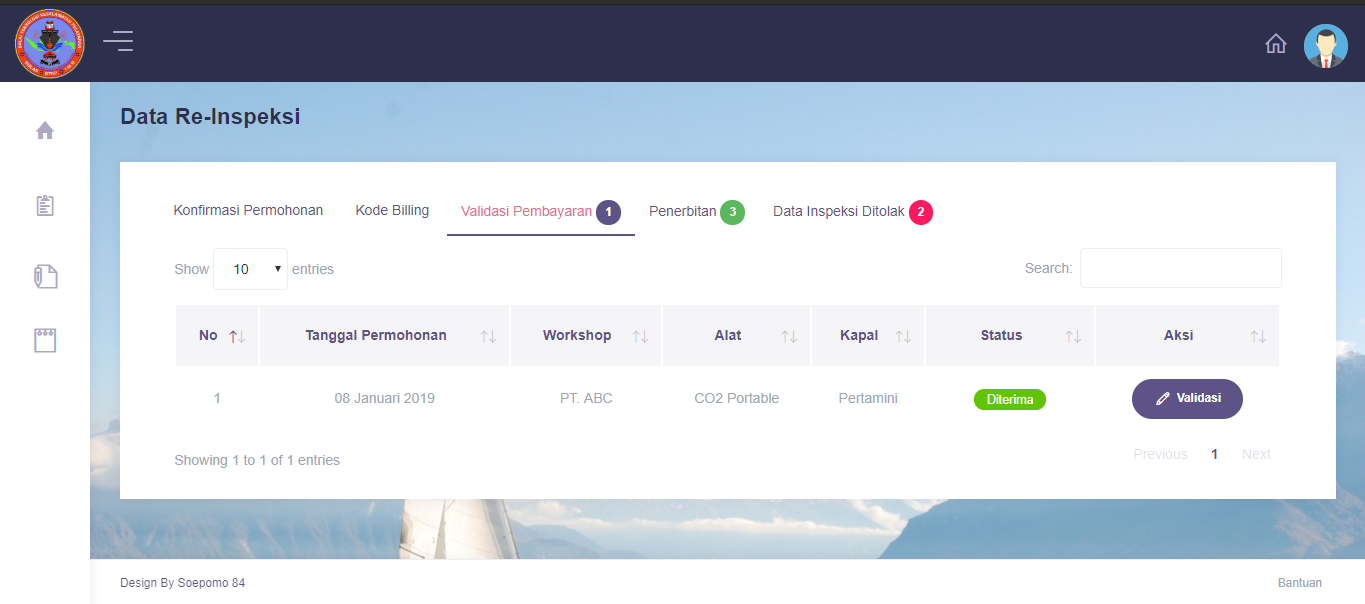 Data Re-Inspeksi
Konfirmasi Permohonan Kode Billing Validasi Pembayaran 1 Penerbitan 3 Data Inspeksi Ditolak 2
Show 10 entries Search:
No Tanggal Permohonan Workshop Alat Kapal Status Aksi
1 08 Januari 2019 PT. ABC CO2 Portable Pertamini Diterima Validasi
Showing 1 to 1 of 1 entries Previous 1 Next
Design By Soepomo 84 Bantuan